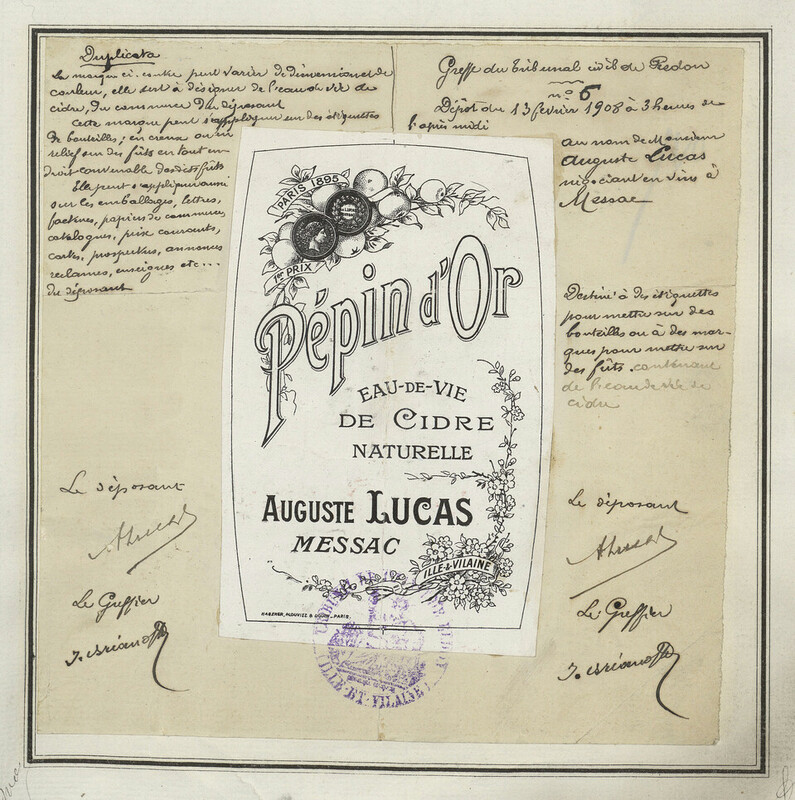 Duplicata
La marque ci-contre peut varier de dimension et de
couleur, elle sert à désigner de l'eau de vie de
cidre, du commerce du déposant
Cette marque peut s'appliquer sur des étiquettes
de bouteilles; en creux ou en
relief sur des fûts en tout en-
droit convenable desdits fûts
Elle peut s'appliquer aussi
sur les emballages, lettres,
factures, papiers de commerce
catalogues, prix courants,
cartes, prospectus, annonces
réclames, enseignes etc...
du déposant
Le déposant
ALucas
Le Greffier
Greffe du Tribunal civil de Redon
n° 6
Dépôt du 13 février 1908 à 3 heures de
l'après midi
au nom de Monsieur
Auguste Lucas
négociant en vins à
Messac
Destiné à des étiquettes
pour mettre sur des
bouteilles ou à des mar-
ques pour mettre sur
des fûts. contenant
de l'eau de vie de
cidre
Le déposant
ALucas
Le Greffier
PARIS 1895
1er PRIX
Pépin d'Or
EAU-DE-VIE
DE CIDRE
NATURELLE
AUGUSTE LUCAS
MESSAC
ILLE-&-VILAINE
PARIS
ILLE-ET-VILAINE